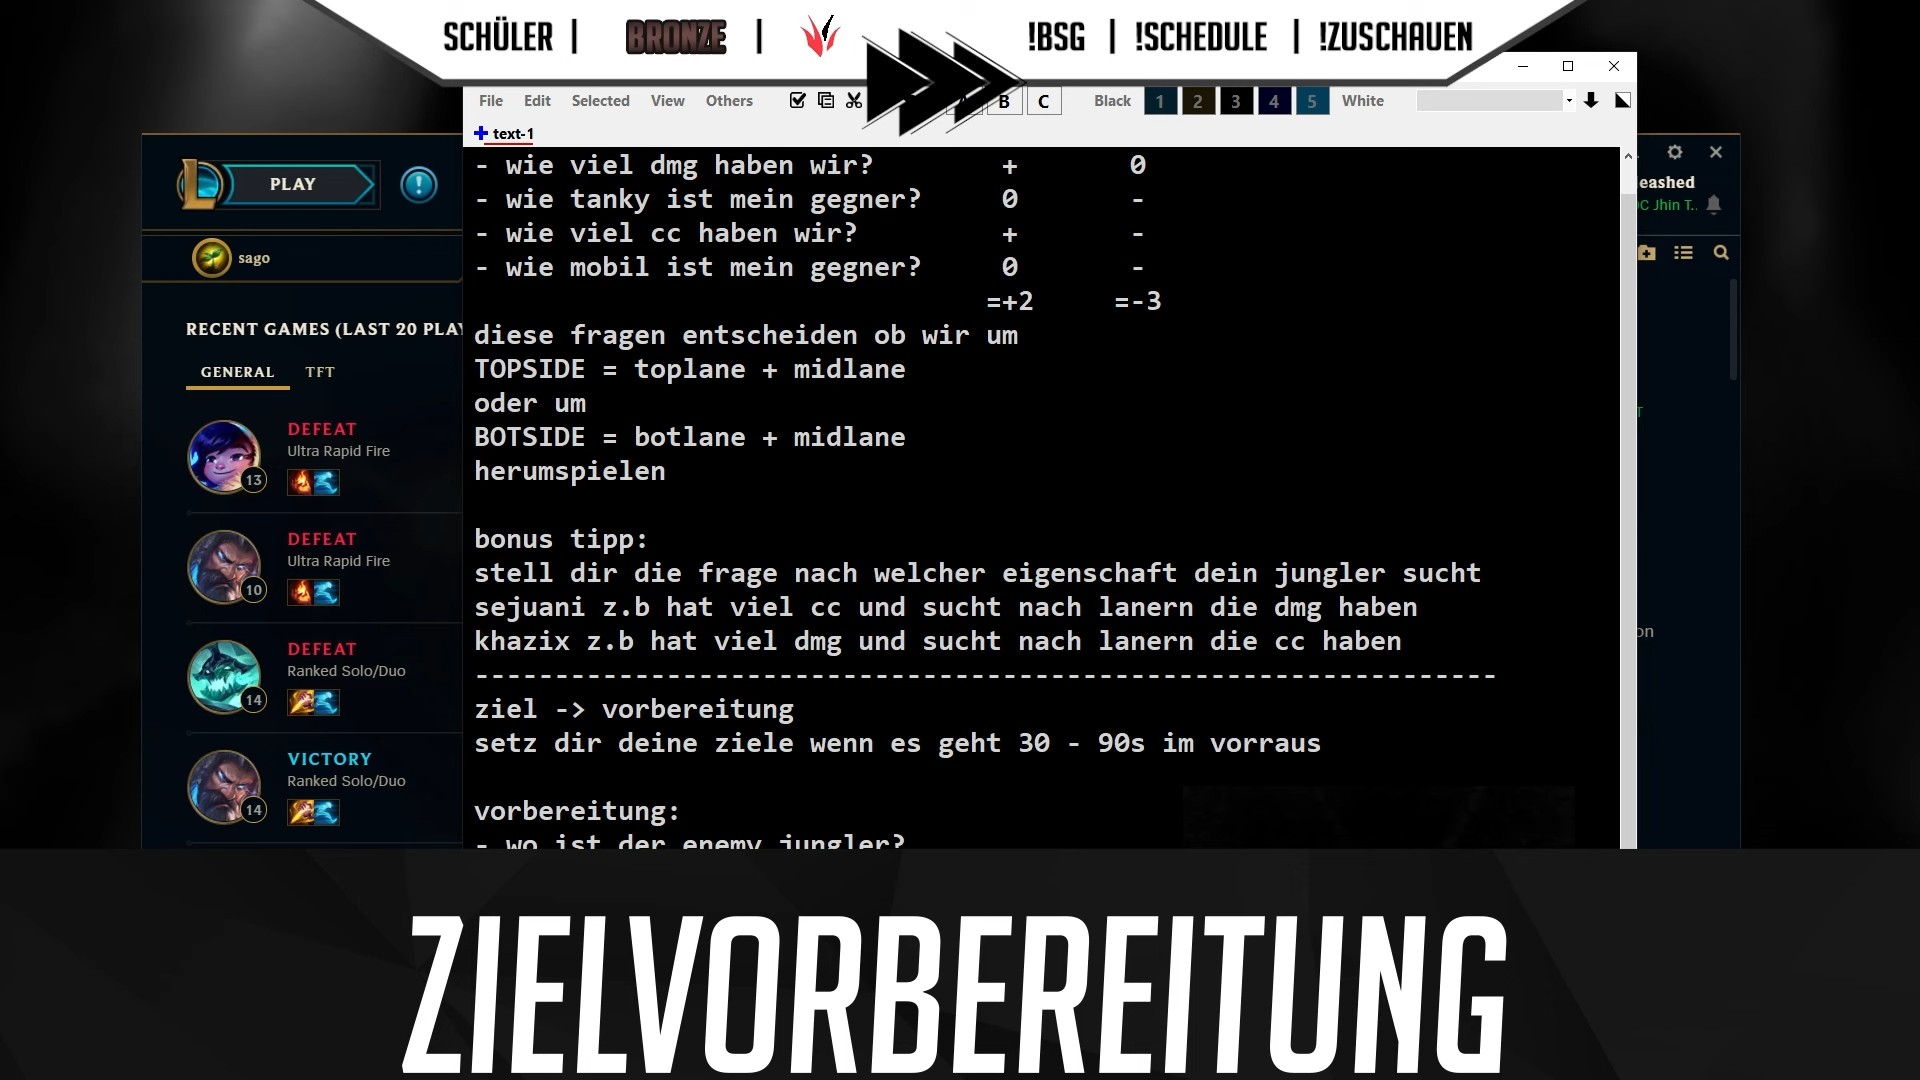 SCHÜLER | BRONZE | !BSG | !SCHEDULE | !ZUSCHAUEN
File Edit Selected View Others B C Black 1 2 3 4 5 White
text-1
- wie viel dmg haben wir? + 0
- wie tanky ist mein gegner? 0 -
- wie viel cc haben wir? + -
- wie mobil ist mein gegner? 0 -
=+2 =-3
diese fragen entscheiden ob wir um
TOPSIDE = toplane + midlane
oder um
BOTSIDE = botlane + midlane
herumspielen
bonus tipp:
stell dir die frage nach welcher eigenschaft dein jungler sucht
sejuani z.b hat viel cc und sucht nach lanern die dmg haben
khazix z.b hat viel dmg und sucht nach lanern die cc haben
----------------------------------------------------------------
ziel -> vorbereitung
setz dir deine ziele wenn es geht 30 - 90s im vorraus
vorbereitung:
- wo ist der enemy jungler?
PLAY
sago
RECENT GAMES (LAST 20 PLAY
GENERAL TFT
DEFEAT
Ultra Rapid Fire
13
DEFEAT
Ultra Rapid Fire
10
DEFEAT
Ranked Solo/Duo
14
VICTORY
Ranked Solo/Duo
14
eashed
C Jhin T..
T
on
ZIELVORBEREITUNG